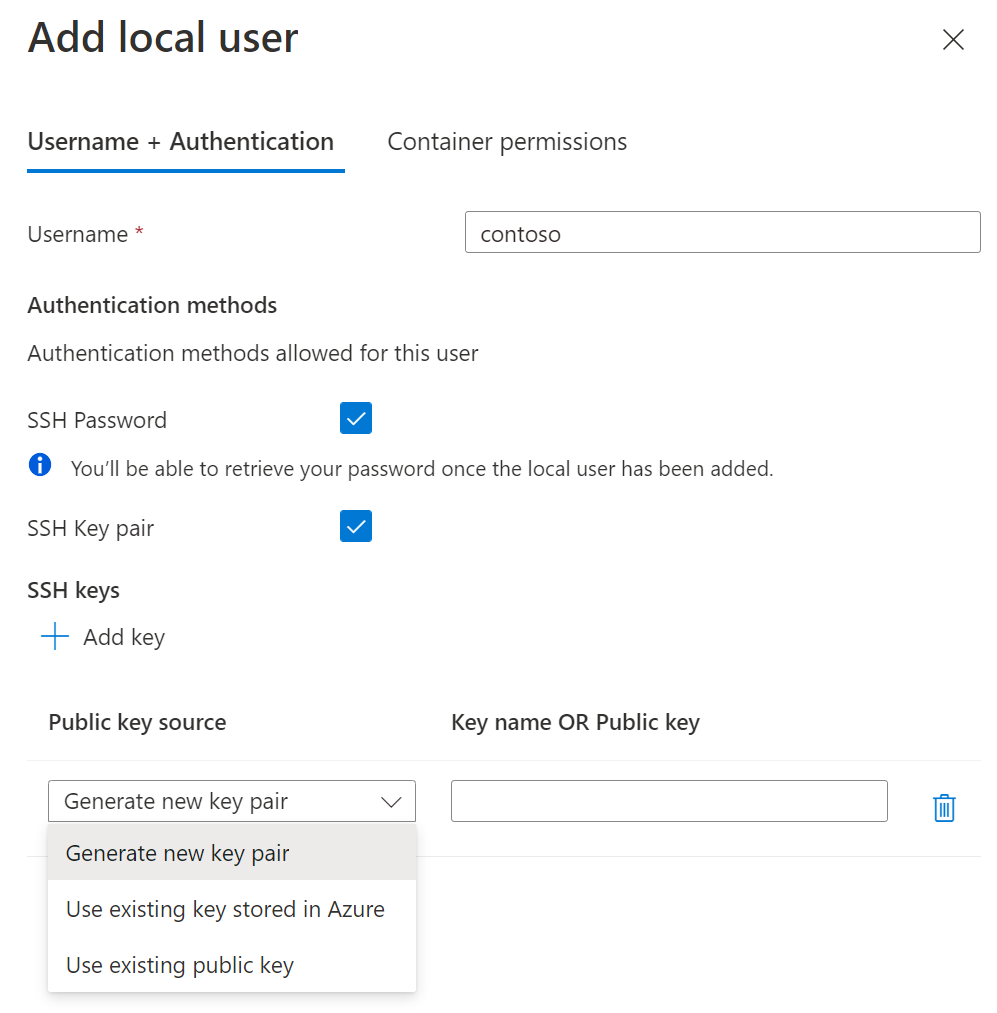 Add local user
Username + Authentication
Container permissions
Username *
contoso
Authentication methods
Authentication methods allowed for this user
SSH Password
You’ll be able to retrieve your password once the local user has been added.
SSH Key pair
SSH keys
Add key
Public key source
Key name OR Public key
Generate new key pair
Generate new key pair
Use existing key stored in Azure
Use existing public key